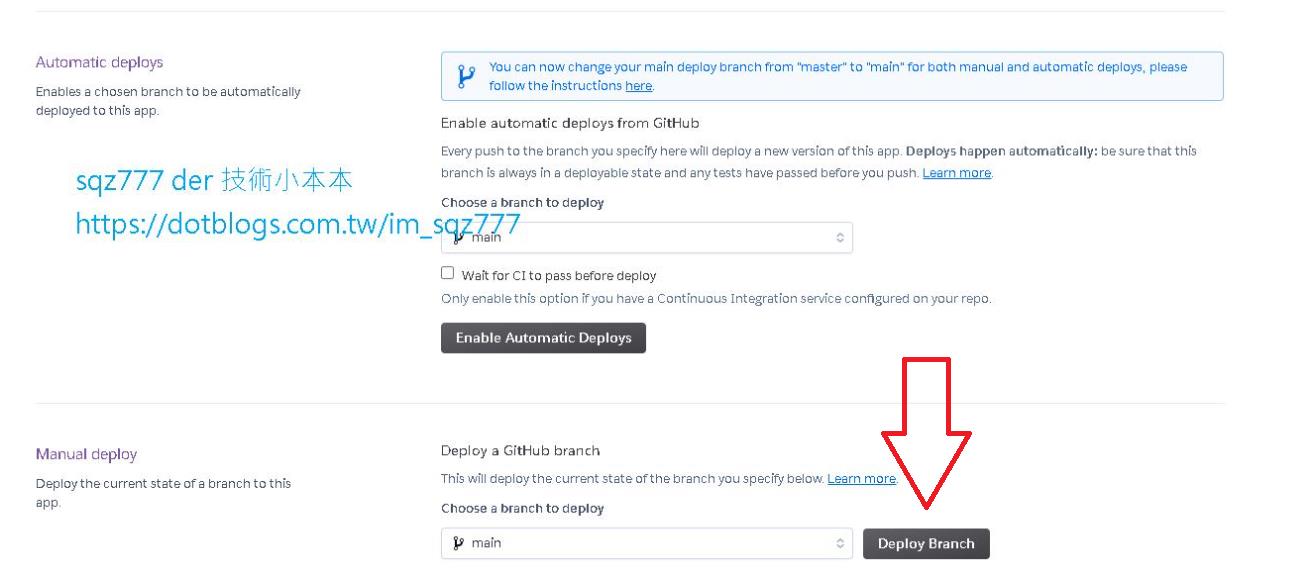 Automatic deploys
Enables a chosen branch to be automatically
deployed to this app.
You can now change your main deploy branch from "master" to "main" for both manual and automatic deploys, please
follow the instructions here.
Enable automatic deploys from GitHub
Every push to the branch you specify here will deploy a new version of this app. Deploys happen automatically: be sure that this
branch is always in a deployable state and any tests have passed before you push. Learn more.
Choose a branch to deploy
main
Wait for CI to pass before deploy
Only enable this option if you have a Continuous Integration service configured on your repo.
Enable Automatic Deploys
sqz777 der 技術小本本
https://dotblogs.com.tw/im_sqz777
Manual deploy
Deploy the current state of a branch to this
app.
Deploy a GitHub branch
This will deploy the current state of the branch you specify below. Learn more.
Choose a branch to deploy
main
Deploy Branch